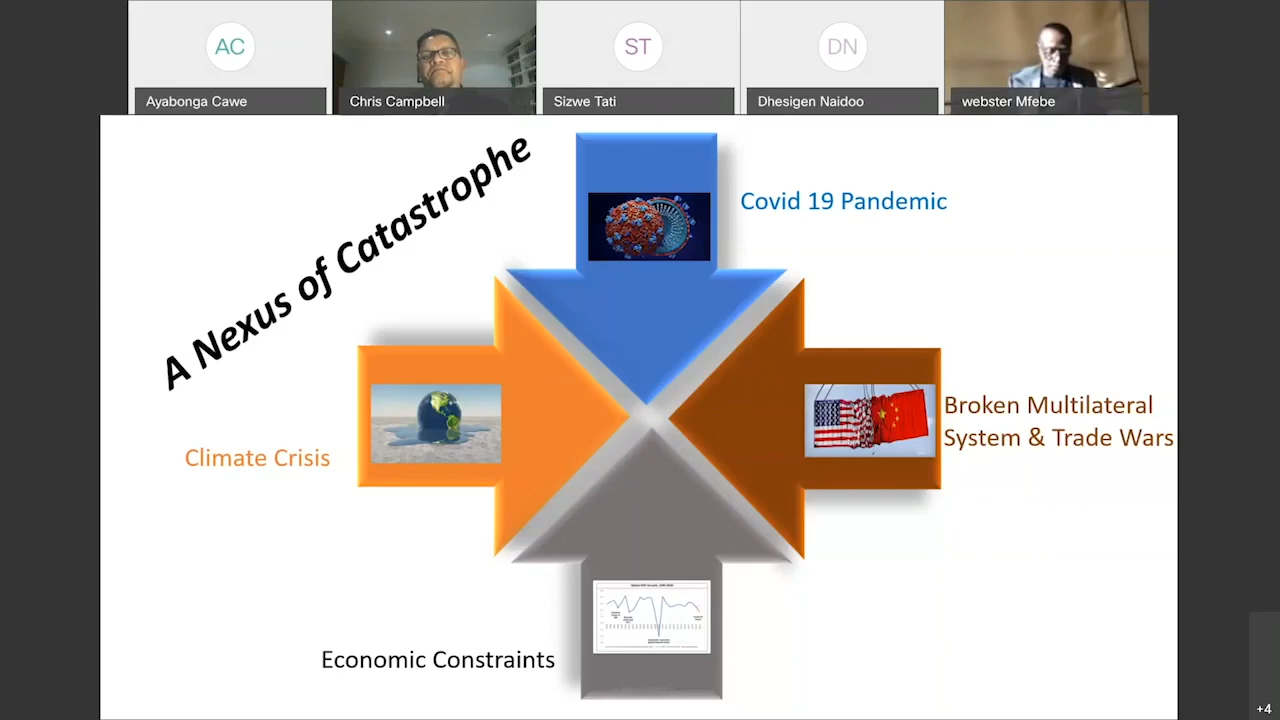 AC
ST
DN
Ayabonga Cawe
Chris Campbell
Sizwe Tati
Dhesigen Naidoo
webster Mfebe
A Nexus of Catastrophe
Covid 19 Pandemic
Climate Crisis
Broken Multilateral
System & Trade Wars
Economic Constraints
+4